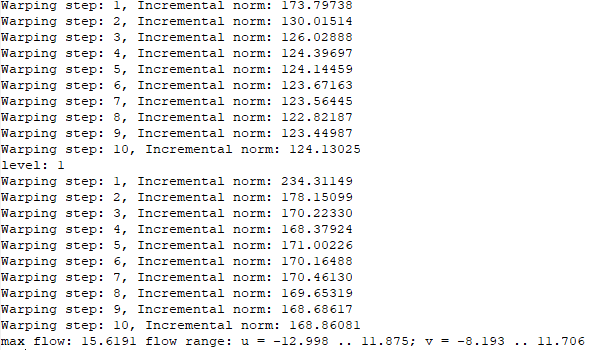 Warping step: 1, Incremental norm: 173.79738
Warping step: 2, Incremental norm: 130.01514
Warping step: 3, Incremental norm: 126.02888
Warping step: 4, Incremental norm: 124.39697
Warping step: 5, Incremental norm: 124.14459
Warping step: 6, Incremental norm: 123.67163
Warping step: 7, Incremental norm: 123.56445
Warping step: 8, Incremental norm: 122.82187
Warping step: 9, Incremental norm: 123.44987
Warping step: 10, Incremental norm: 124.13025
level: 1
Warping step: 1, Incremental norm: 234.31149
Warping step: 2, Incremental norm: 178.15099
Warping step: 3, Incremental norm: 170.22330
Warping step: 4, Incremental norm: 168.37924
Warping step: 5, Incremental norm: 171.00226
Warping step: 6, Incremental norm: 170.16488
Warping step: 7, Incremental norm: 170.46130
Warping step: 8, Incremental norm: 169.65319
Warping step: 9, Incremental norm: 168.68617
Warping step: 10, Incremental norm: 168.86081
max flow: 15.6191 flow range: u = -12.998 .. 11.875; v = -8.193 .. 11.706